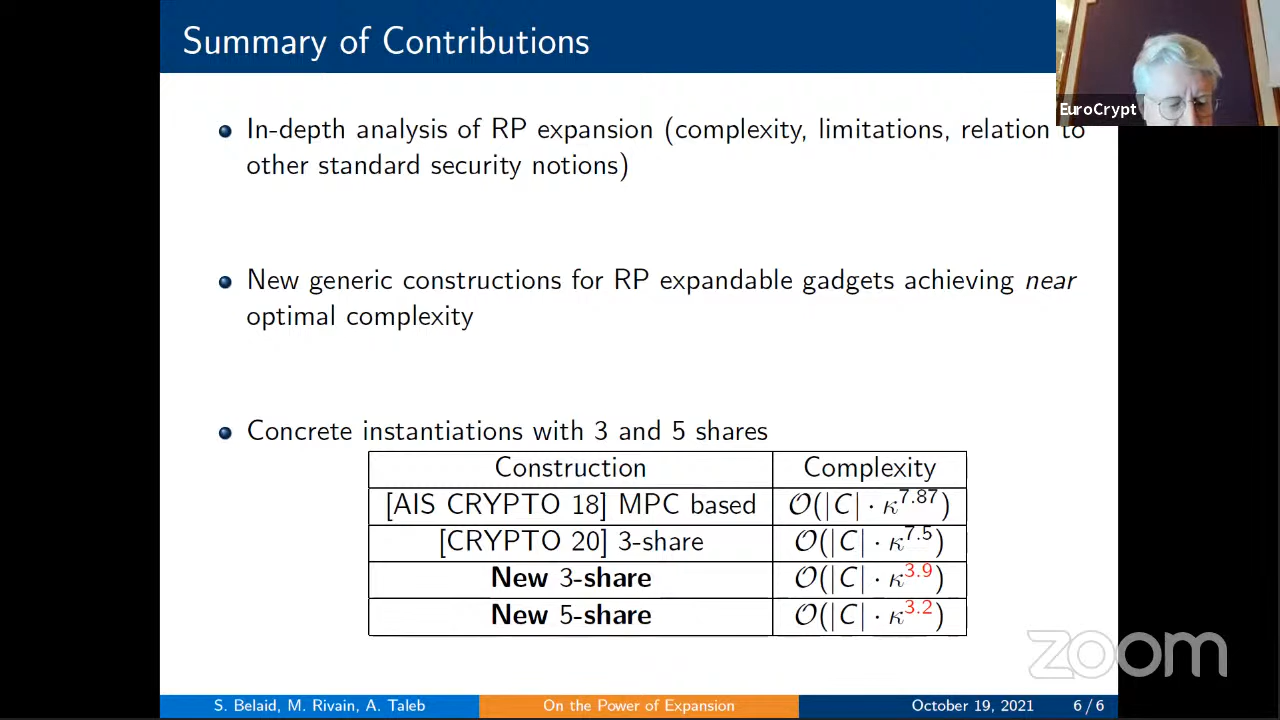 Summary of Contributions
EuroCrypt
In-depth analysis of RP expansion (complexity, limitations, relation to
other standard security notions)
New generic constructions for RP expandable gadgets achieving near
optimal complexity
Concrete instantiations with 3 and 5 shares
Construction Complexity
[AIS CRYPTO 18] MPC based O(|C| · κ^7.87)
[CRYPTO 20] 3-share O(|C| · κ^7.5)
New 3-share O(|C| · κ^3.9)
New 5-share O(|C| · κ^3.2)
zoom
S. Belaid, M. Rivain, A. Taleb On the Power of Expansion October 19, 2021 6 / 6